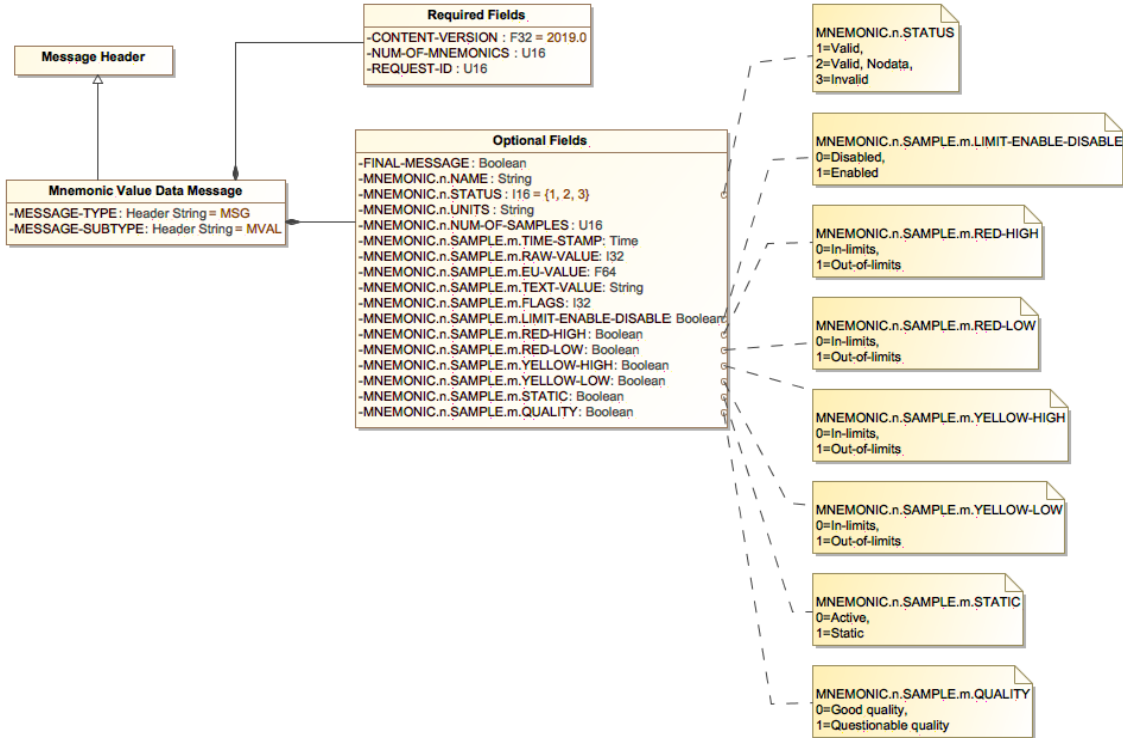 Message Header
Required Fields
-CONTENT-VERSION : F32 = 2019.0
-NUM-OF-MNEMONICS : U16
-REQUEST-ID : U16
Mnemonic Value Data Message
-MESSAGE-TYPE : Header String = MSG
-MESSAGE-SUBTYPE : Header String = MVAL
Optional Fields
-FINAL-MESSAGE : Boolean
-MNEMONIC.n.NAME : String
-MNEMONIC.n.STATUS : I16 = {1, 2, 3}
-MNEMONIC.n.UNITS : String
-MNEMONIC.n.NUM-OF-SAMPLES : U16
-MNEMONIC.n.SAMPLE.m.TIME-STAMP : Time
-MNEMONIC.n.SAMPLE.m.RAW-VALUE : I32
-MNEMONIC.n.SAMPLE.m.EU-VALUE : F64
-MNEMONIC.n.SAMPLE.m.TEXT-VALUE : String
-MNEMONIC.n.SAMPLE.m.FLAGS : I32
-MNEMONIC.n.SAMPLE.m.LIMIT-ENABLE-DISABLE : Boolean
-MNEMONIC.n.SAMPLE.m.RED-HIGH : Boolean
-MNEMONIC.n.SAMPLE.m.RED-LOW : Boolean
-MNEMONIC.n.SAMPLE.m.YELLOW-HIGH : Boolean
-MNEMONIC.n.SAMPLE.m.YELLOW-LOW : Boolean
-MNEMONIC.n.SAMPLE.m.STATIC : Boolean
-MNEMONIC.n.SAMPLE.m.QUALITY : Boolean
MNEMONIC.n.STATUS
1=Valid,
2=Valid, Nodata,
3=Invalid
MNEMONIC.n.SAMPLE.m.LIMIT-ENABLE-DISABLE
0=Disabled,
1=Enabled
MNEMONIC.n.SAMPLE.m.RED-HIGH
0=In-limits,
1=Out-of-limits
MNEMONIC.n.SAMPLE.m.RED-LOW
0=In-limits,
1=Out-of-limits
MNEMONIC.n.SAMPLE.m.YELLOW-HIGH
0=In-limits,
1=Out-of-limits
MNEMONIC.n.SAMPLE.m.YELLOW-LOW
0=In-limits,
1=Out-of-limits
MNEMONIC.n.SAMPLE.m.STATIC
0=Active,
1=Static
MNEMONIC.n.SAMPLE.m.QUALITY
0=Good quality,
1=Questionable quality